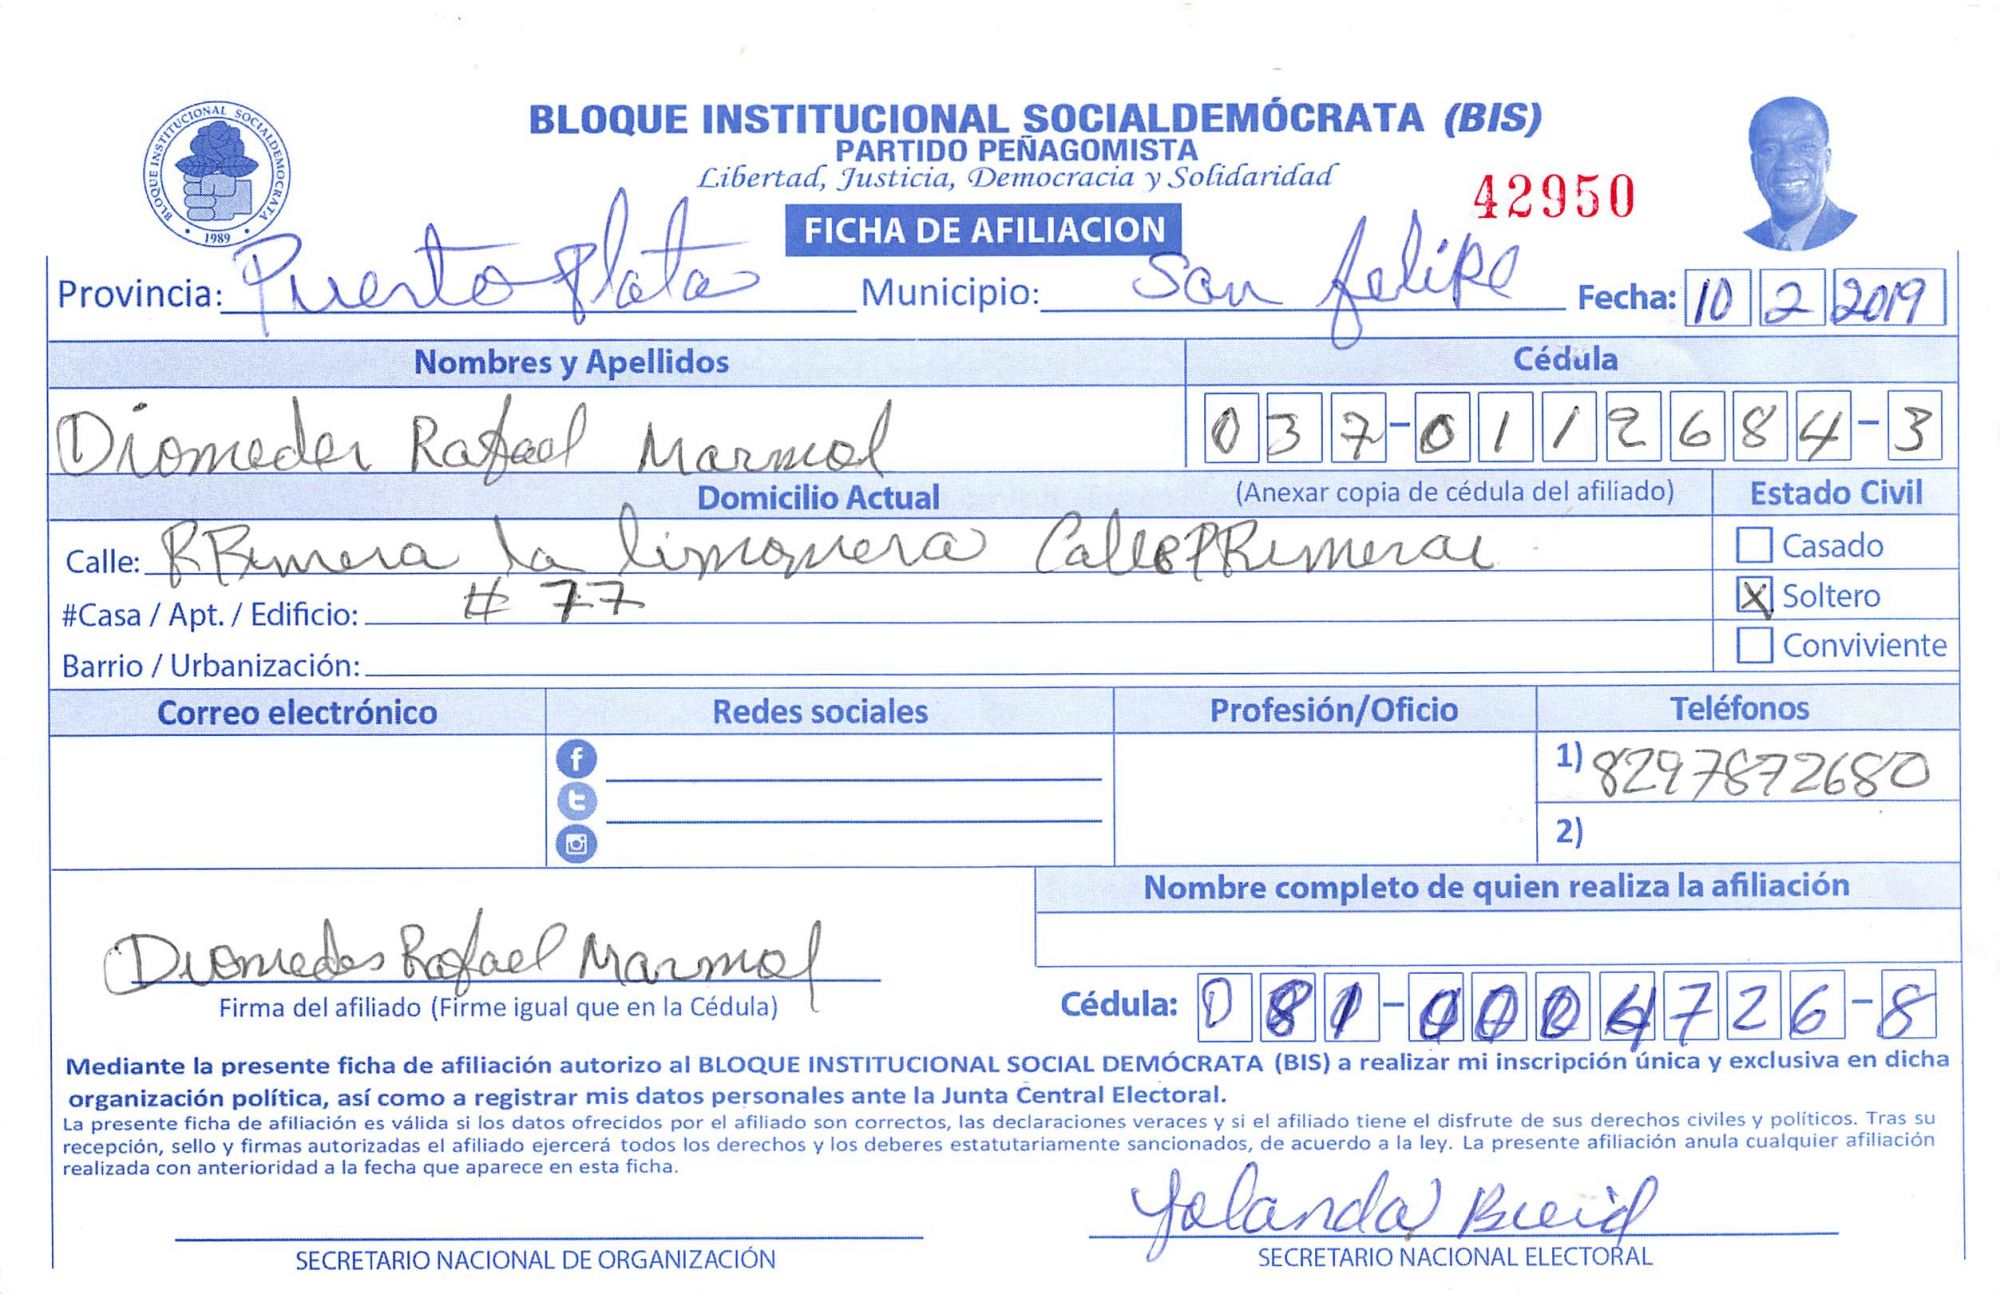 BLOQUE INSTITUCIONAL SOCIALDEMOCRATA
1989
BLOQUE INSTITUCIONAL SOCIALDEMÓCRATA (BIS)
PARTIDO PEÑAGOMISTA
Libertad, Justicia, Democracia y Solidaridad
42950
FICHA DE AFILIACION
Provincia: Puerto Plata Municipio: San felipe Fecha: 10 2 2019
Nombres y Apellidos Cédula
Diomedes Rafael Marmol 037-0112684-3
Domicilio Actual (Anexar copia de cédula del afiliado) Estado Civil
Calle: la limonera Calle PRimera Casado
#Casa / Apt. / Edificio: # 77 X Soltero
Barrio / Urbanización: Conviviente
Correo electrónico Redes sociales Profesión/Oficio Teléfonos
1) 8297872680
2)
Nombre completo de quien realiza la afiliación
Diomedes Rafael Marmol
Firma del afiliado (Firme igual que en la Cédula) Cédula: 081-0004726-8
Mediante la presente ficha de afiliación autorizo al BLOQUE INSTITUCIONAL SOCIAL DEMÓCRATA (BIS) a realizar mi inscripción única y exclusiva en dicha
organización política, así como a registrar mis datos personales ante la Junta Central Electoral.
La presente ficha de afiliación es válida si los datos ofrecidos por el afiliado son correctos, las declaraciones veraces y si el afiliado tiene el disfrute de sus derechos civiles y políticos. Tras su
recepción, sello y firmas autorizadas el afiliado ejercerá todos los derechos y los deberes estatutariamente sancionados, de acuerdo a la ley. La presente afiliación anula cualquier afiliación
realizada con anterioridad a la fecha que aparece en esta ficha.
Yolanda
SECRETARIO NACIONAL DE ORGANIZACIÓN SECRETARIO NACIONAL ELECTORAL